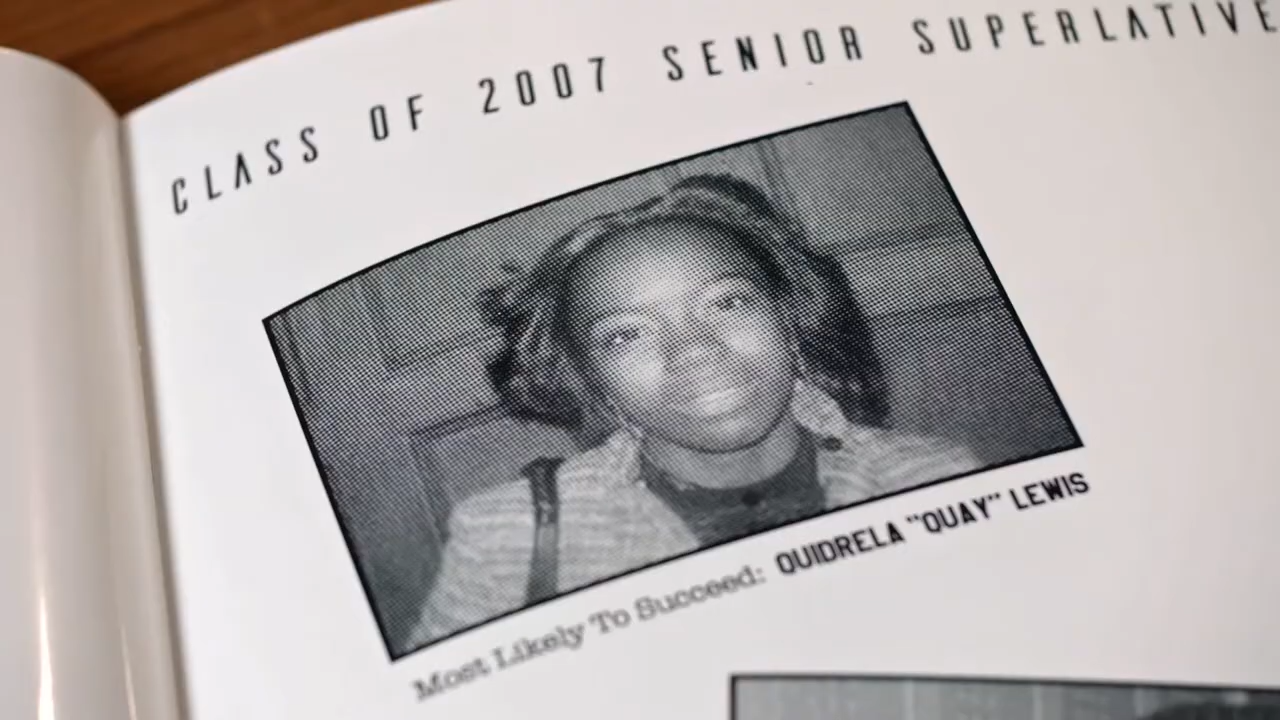 CLASS OF 2007 SENIOR SUPERLATIVE
Most Likely To Succeed: QUIDRELA "QUAY" LEWIS